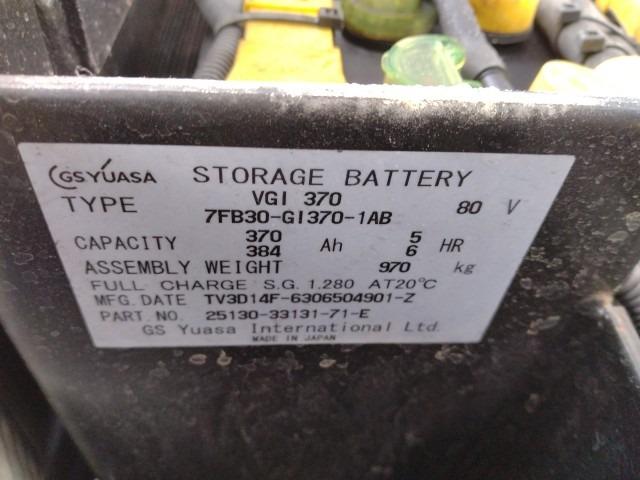 GS YUASA STORAGE BATTERY
TYPE VGI 370 80 V
7FB30-GI370-1AB
CAPACITY 370 Ah 5 HR
384 6
ASSEMBLY WEIGHT 970 kg
FULL CHARGE S.G. 1.280 AT20℃
MFG. DATE TV3D14F-6306504901-Z
PART NO. 25130-33131-71-E
GS Yuasa International Ltd.
MADE IN JAPAN